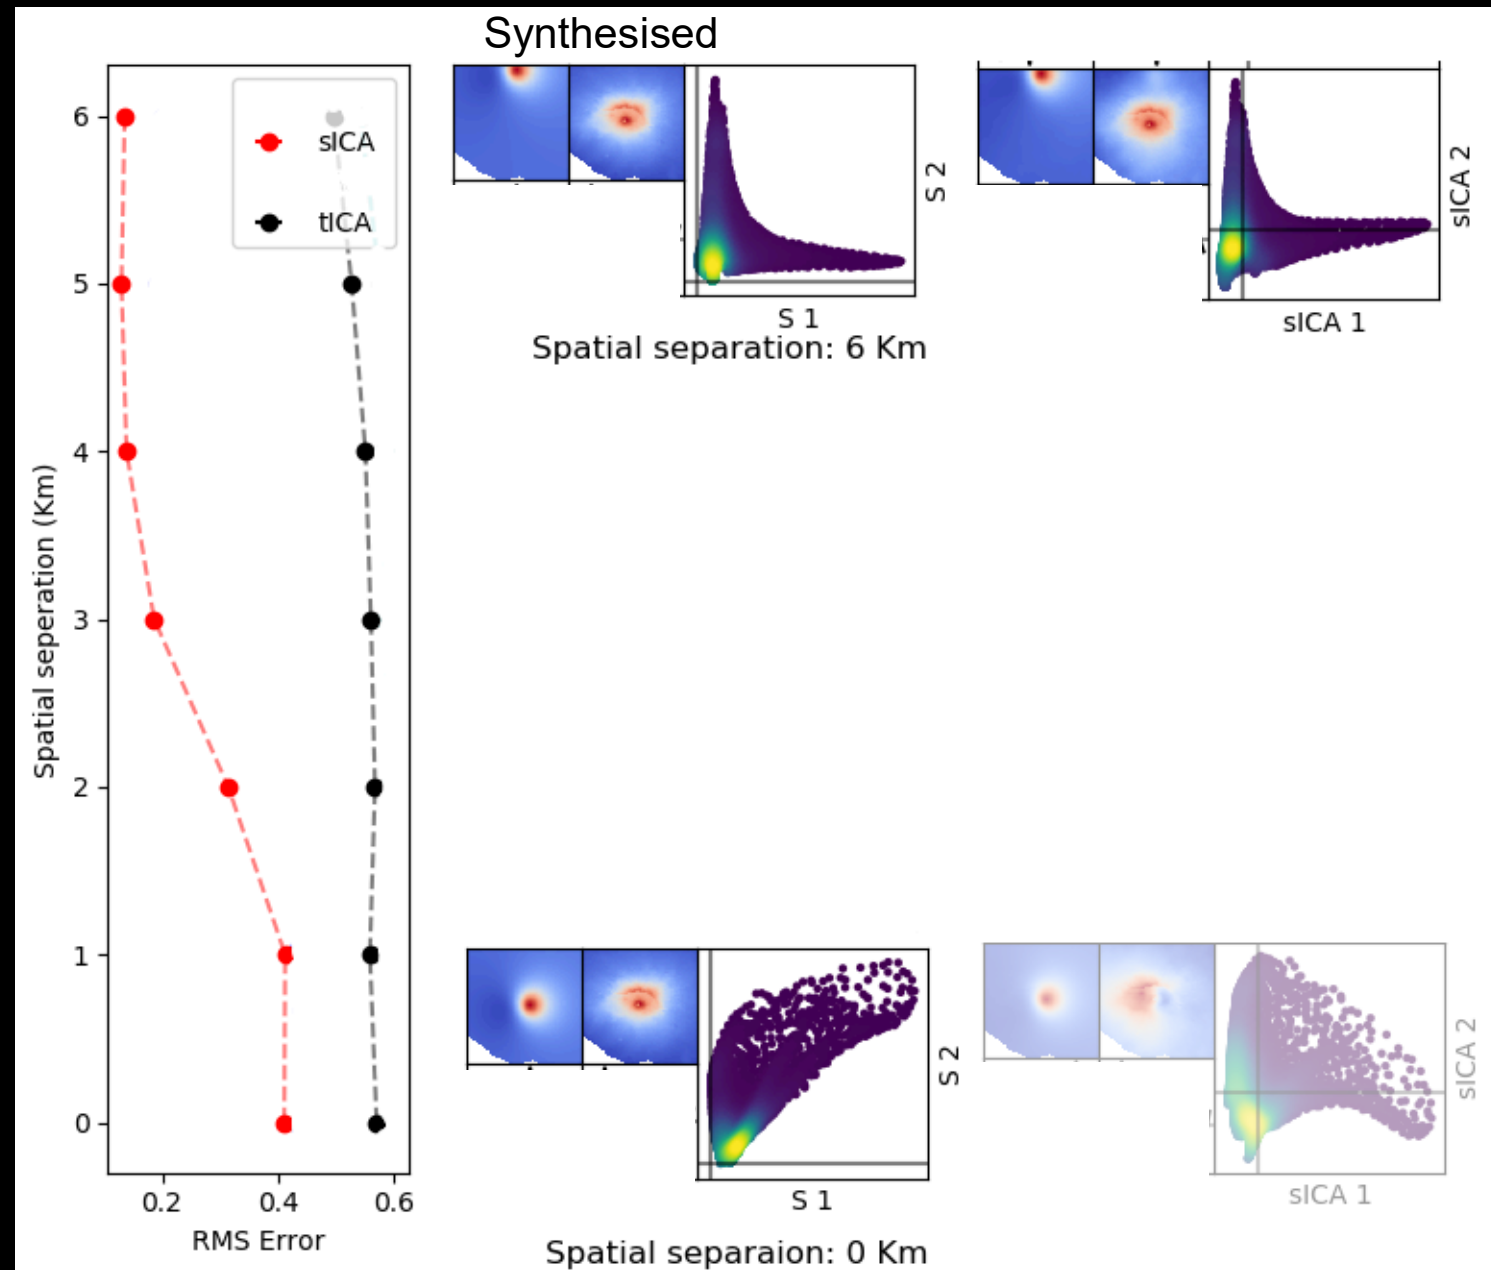 Synthesised
6
5
4
3
2
1
0
Spatial seperation (Km)
0.2 0.4 0.6
RMS Error
sICA
tICA
S 2
S 1
Spatial separation: 6 Km
sICA 2
sICA 1
S 2
S 1
Spatial separaion: 0 Km
sICA 2
sICA 1